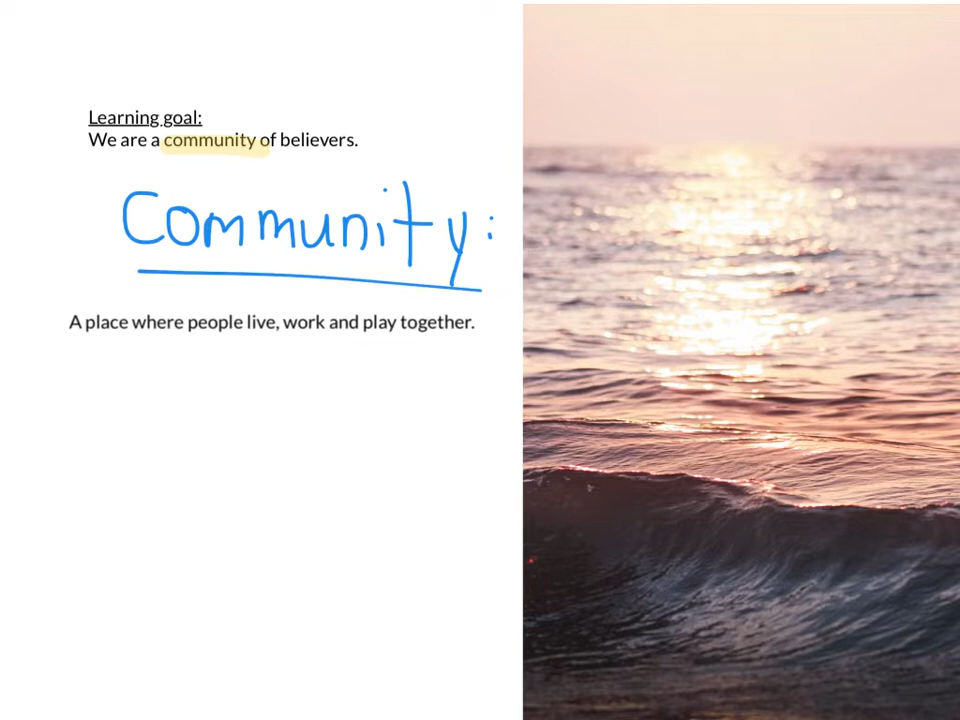 Learning goal:
We are a community of believers.
Community:
A place where people live, work and play together.